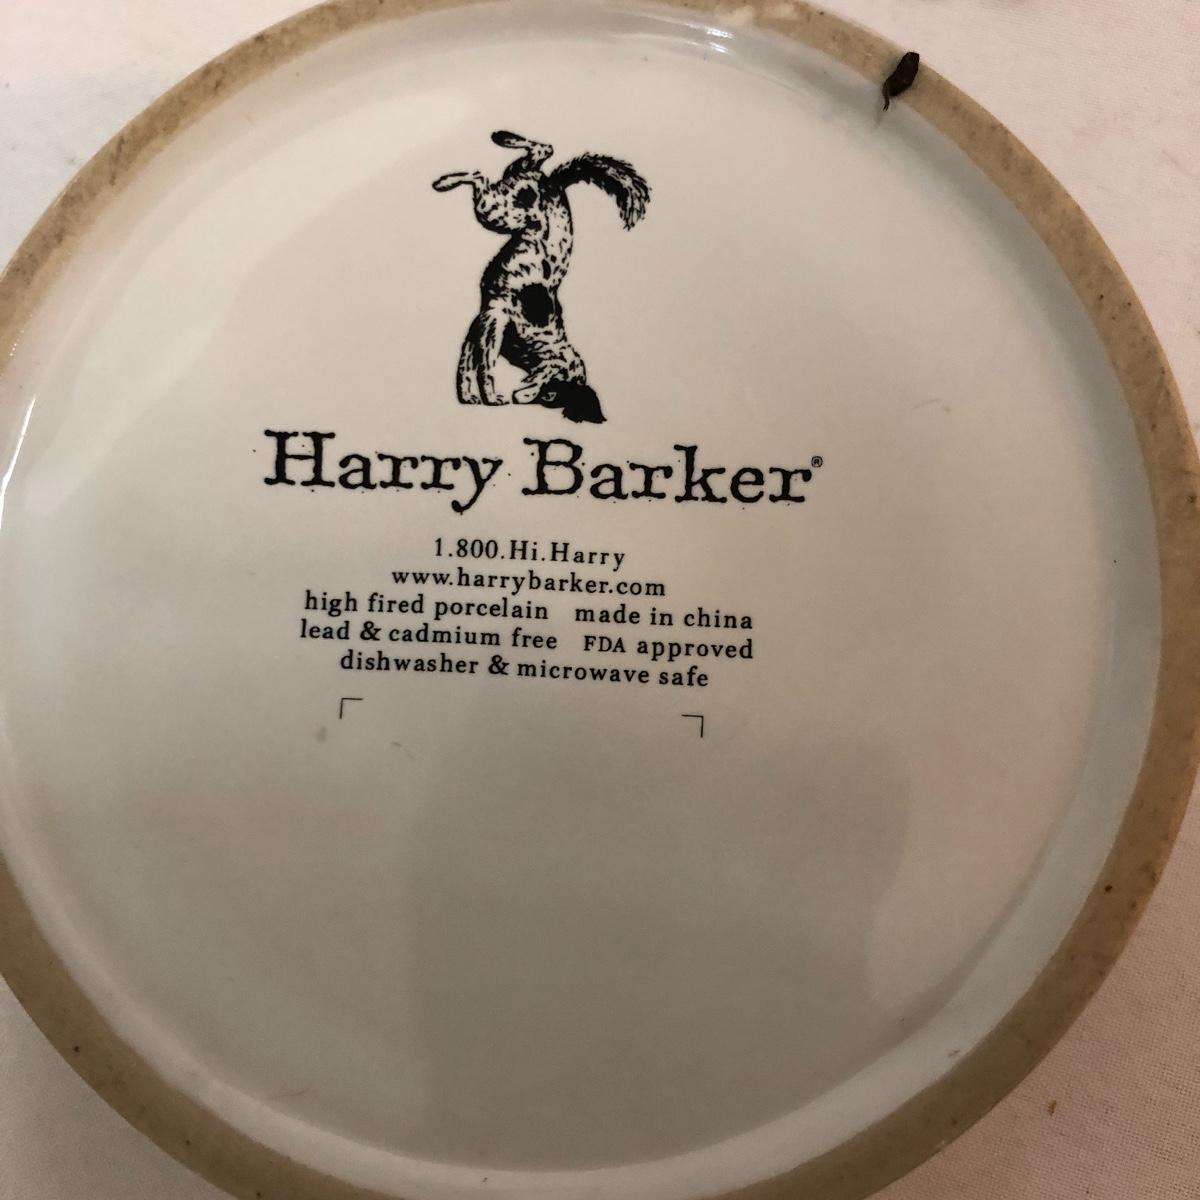 Harry Barker®
1.800.Hi.Harry
www.harrybarker.com
high fired porcelain made in china
lead & cadmium free FDA approved
dishwasher & microwave safe